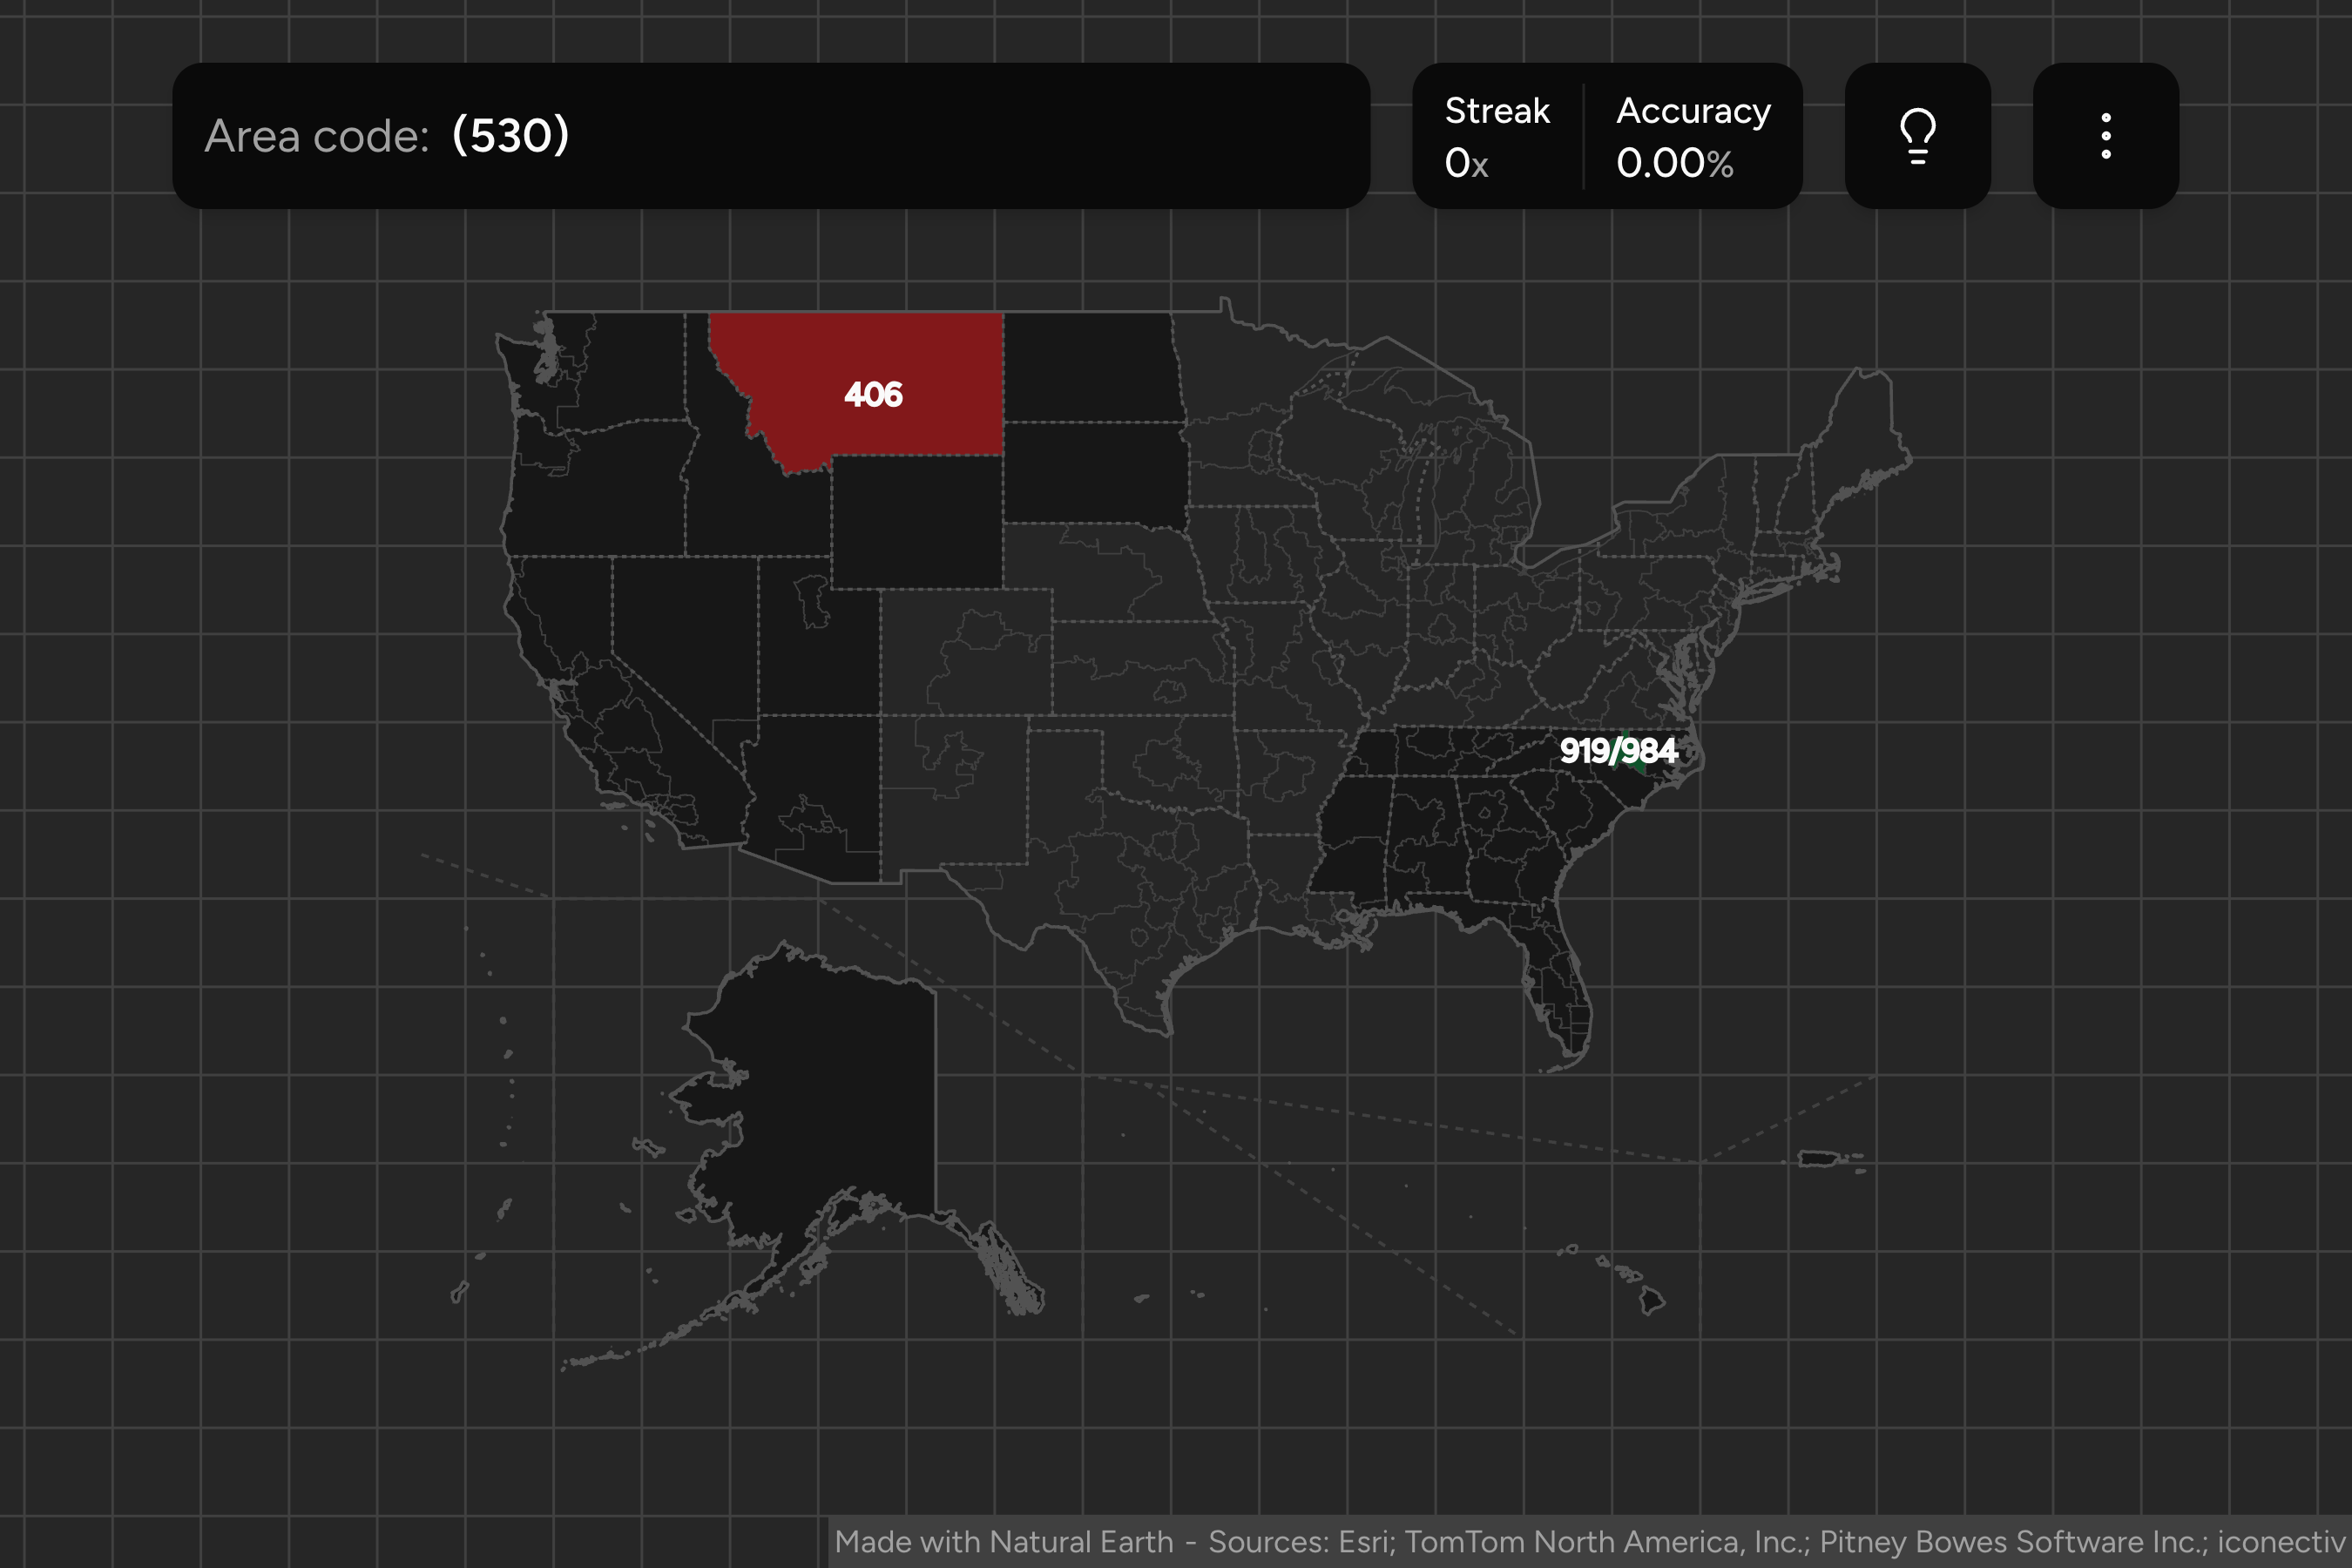 Area code: (530)
Streak
0x
Accuracy
0.00%
406
919/984
Made with Natural Earth - Sources: Esri; TomTom North America, Inc.; Pitney Bowes Software Inc.; iconectiv